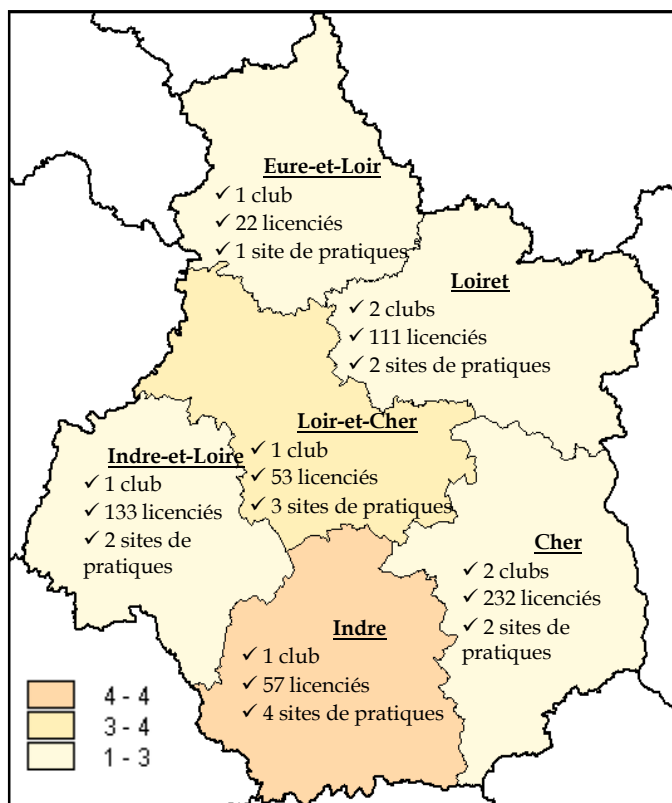 Eure-et-Loir
✓ 1 club
✓ 22 licenciés
✓ 1 site de pratiques
Loiret
✓ 2 clubs
✓ 111 licenciés
✓ 2 sites de pratiques
Loir-et-Cher
✓ 1 club
✓ 53 licenciés
✓ 3 sites de pratiques
Indre-et-Loire
✓ 1 club
✓ 133 licenciés
✓ 2 sites de
pratiques
Cher
✓ 2 clubs
✓ 232 licenciés
✓ 2 sites de
pratiques
Indre
✓ 1 club
✓ 57 licenciés
✓ 4 sites de pratiques
4 - 4
3 - 4
1 - 3